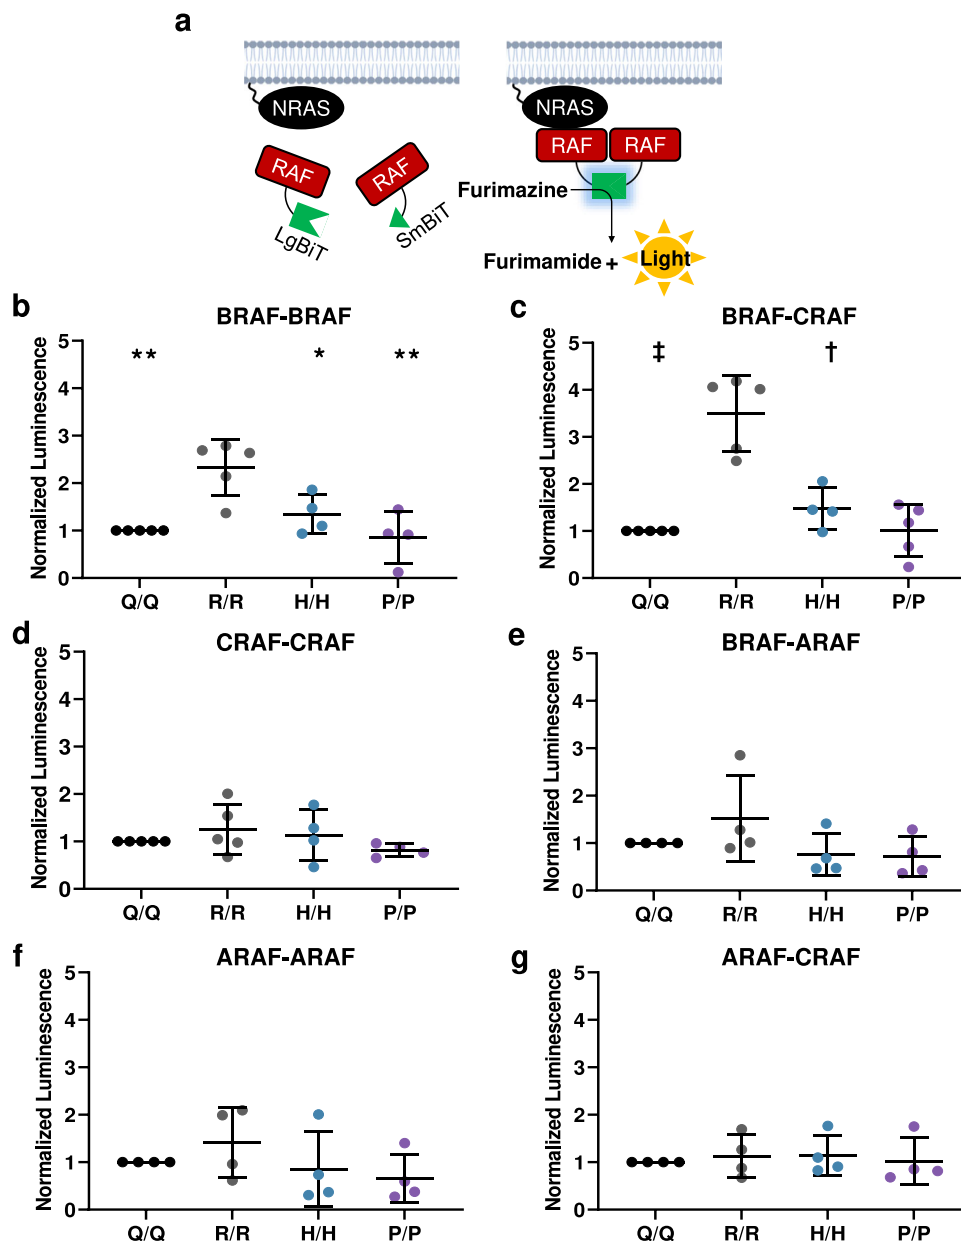 a
NRAS
NRAS
RAF
RAF
RAF
RAF
LgBiT
SmBiT
Furimazine
Furimamide +
Light
b
BRAF-BRAF
Normalized Luminescence
5
4
3
2
1
0
** * **
Q/Q R/R H/H P/P
c
BRAF-CRAF
Normalized Luminescence
5
4
3
2
1
0
‡ †
Q/Q R/R H/H P/P
d
CRAF-CRAF
Normalized Luminescence
5
4
3
2
1
0
Q/Q R/R H/H P/P
e
BRAF-ARAF
Normalized Luminescence
5
4
3
2
1
0
Q/Q R/R H/H P/P
f
ARAF-ARAF
Normalized Luminescence
5
4
3
2
1
0
Q/Q R/R H/H P/P
g
ARAF-CRAF
Normalized Luminescence
5
4
3
2
1
0
Q/Q R/R H/H P/P